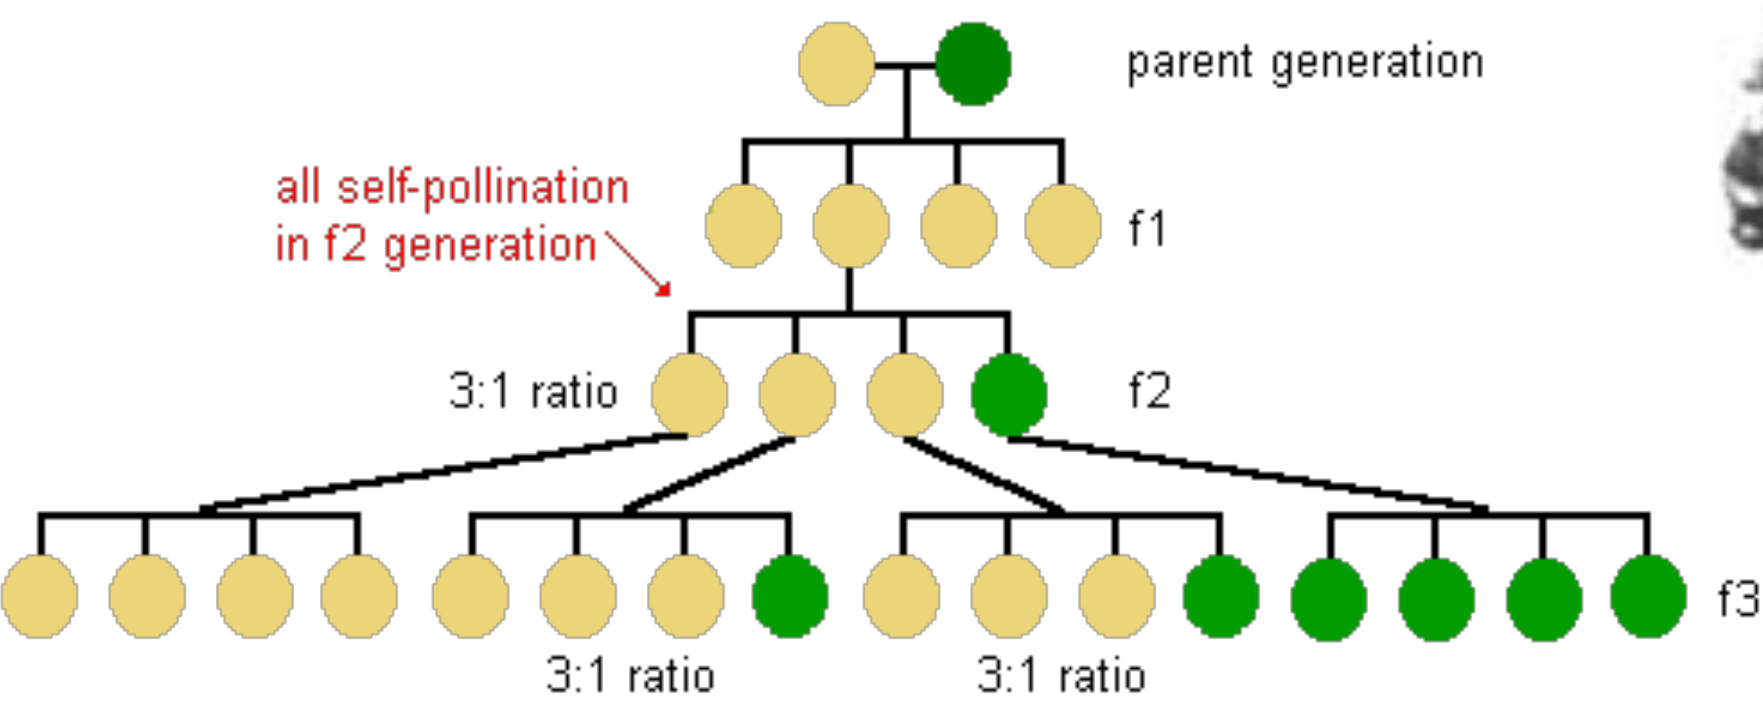 parent generation
all self-pollination
in f2 generation
f1
3:1 ratio
f2
f3
3:1 ratio
3:1 ratio